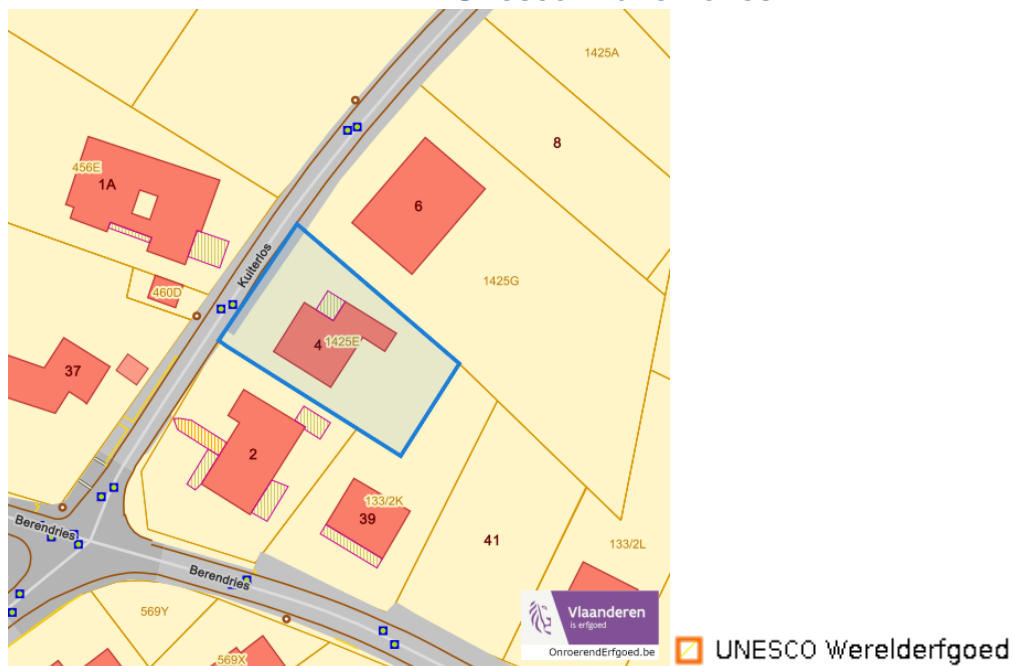 1425A
8
456E
1A
6
Kuiterlos
1425G
460D
4
1425E
37
2
133/2K
39
41
133/2L
Berendries
Berendries
569Y
569X
Vlaanderen
is erfgoed
OnroerendErfgoed.be
UNESCO Werelderfgoed